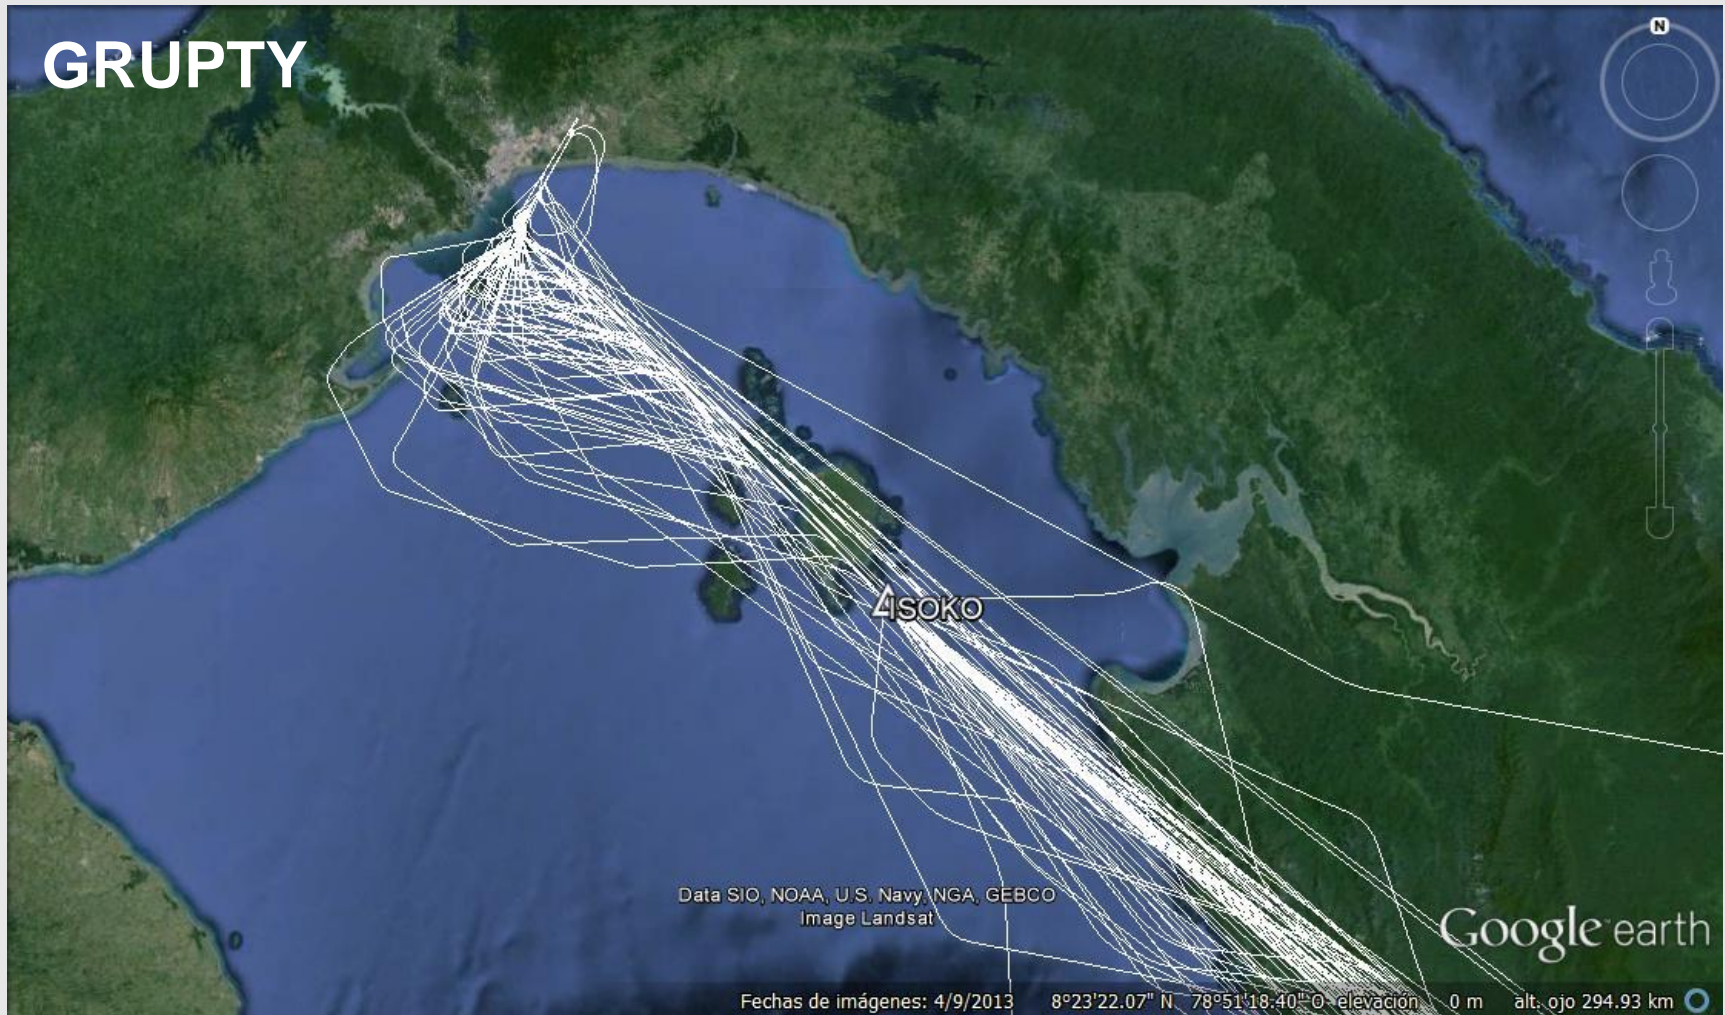 GRUPTY
N
ISOKO
Data SIO, NOAA, U.S. Navy, NGA, GEBCO
Image Landsat
Google earth
Fechas de imágenes: 4/9/2013 8°23'22.07" N 78°51'18.40" O elevación 0 m alt. ojo 294.93 km